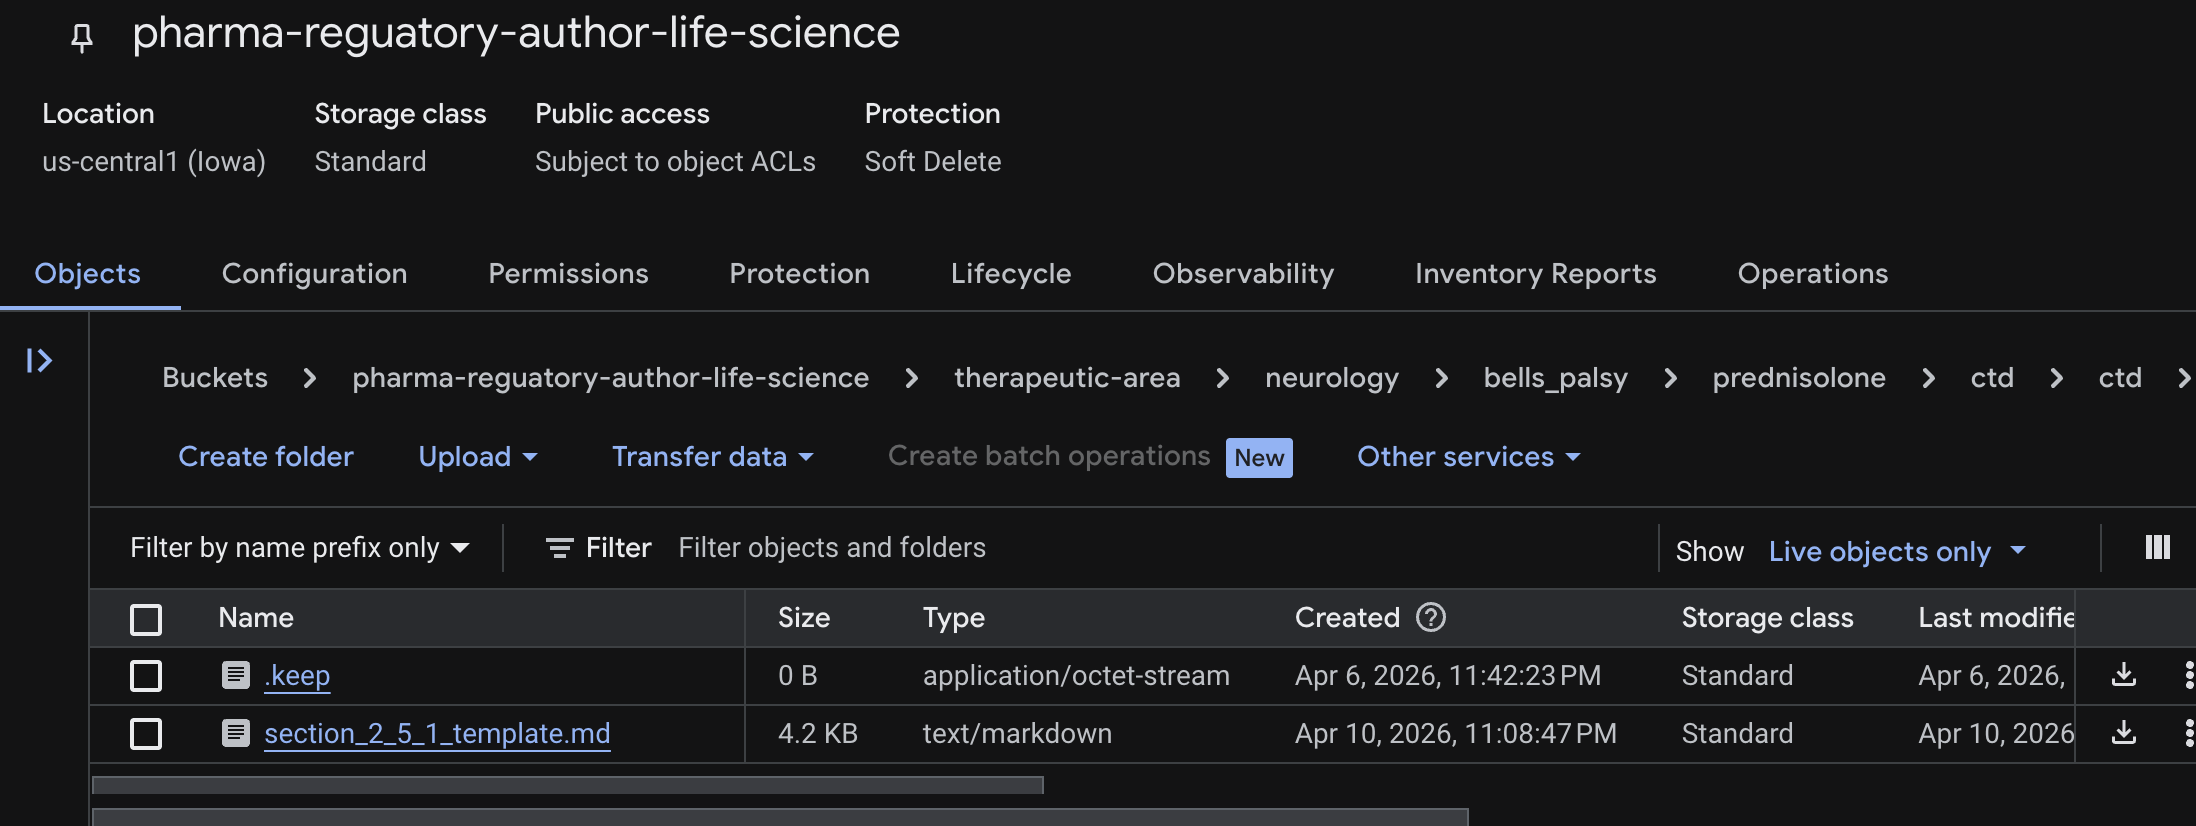 pharma-reguatory-author-life-science
Location Storage class Public access Protection
us-central1 (Iowa) Standard Subject to object ACLs Soft Delete
Objects Configuration Permissions Protection Lifecycle Observability Inventory Reports Operations
Buckets > pharma-reguatory-author-life-science > therapeutic-area > neurology > bells_palsy > prednisolone > ctd > ctd >
Create folder Upload Transfer data Create batch operations New Other services
Filter by name prefix only Filter Filter objects and folders Show Live objects only
Name Size Type Created ? Storage class Last modifie
.keep 0 B application/octet-stream Apr 6, 2026, 11:42:23 PM Standard Apr 6, 2026,
section_2_5_1_template.md 4.2 KB text/markdown Apr 10, 2026, 11:08:47 PM Standard Apr 10, 2026